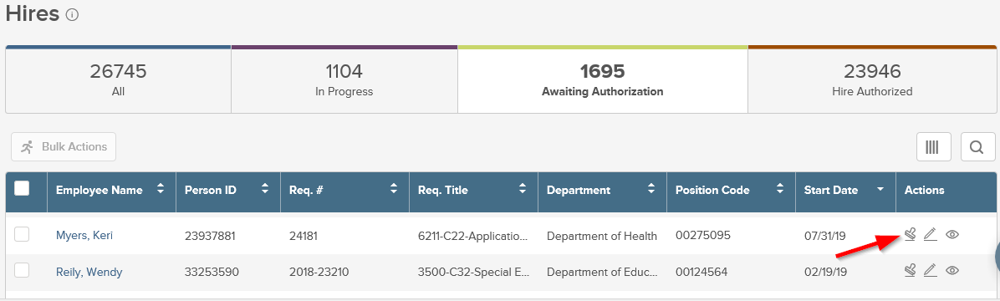 Hires
26745 1104 1695 23946
All In Progress Awaiting Authorization Hire Authorized
Bulk Actions
Employee Name Person ID Req. # Req. Title Department Position Code Start Date Actions
Myers, Keri 23937881 24181 6211-C22-Applicatio... Department of Health 00275095 07/31/19
Reily, Wendy 33253590 2018-23210 3500-C32-Special E... Department of Educ... 00124564 02/19/19